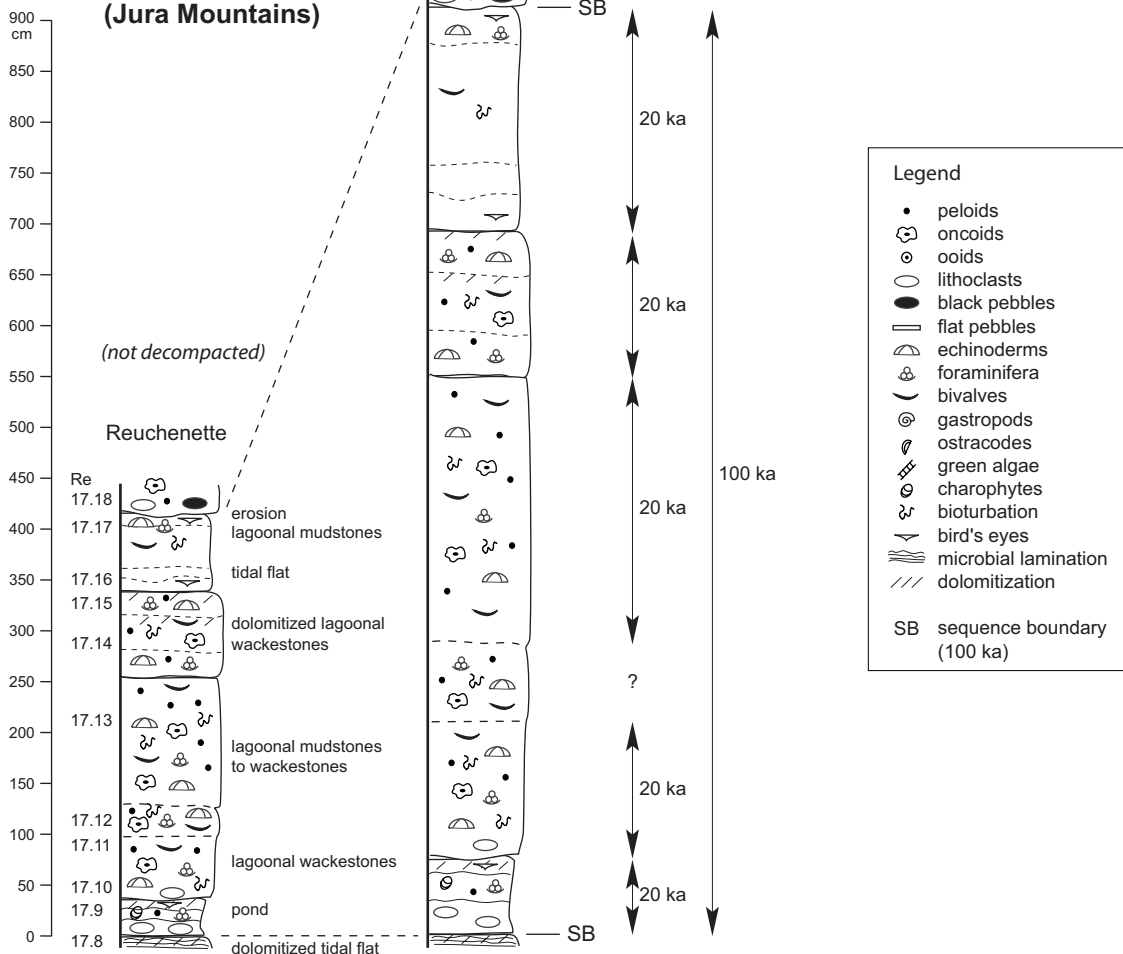 (Jura Mountains)
900
cm
850
800
750
700
650
600
550
500
450
400
350
300
250
200
150
100
50
0
(not decompacted)
Reuchenette
Re
17.18
17.17
17.16
17.15
17.14
17.13
17.12
17.11
17.10
17.9
17.8
erosion
lagoonal mudstones
tidal flat
dolomitized lagoonal
wackestones
lagoonal mudstones
to wackestones
lagoonal wackestones
pond
dolomitized tidal flat
SB
20 ka
20 ka
20 ka
?
20 ka
20 ka
SB
100 ka
Legend
peloids
oncoids
ooids
lithoclasts
black pebbles
flat pebbles
echinoderms
foraminifera
bivalves
gastropods
ostracodes
green algae
charophytes
bioturbation
bird's eyes
microbial lamination
dolomitization
SB sequence boundary
(100 ka)